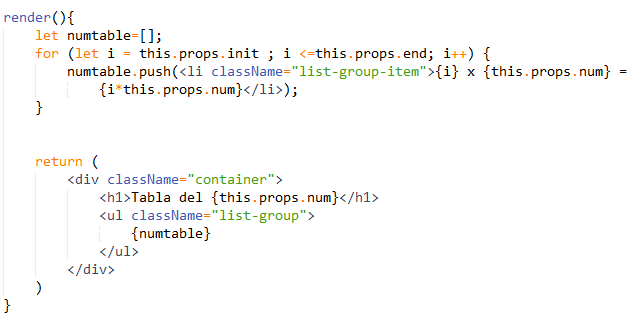 render(){
    let numtable=[];
    for (let i = this.props.init ; i <=this.props.end; i++) {
        numtable.push(<li className="list-group-item">{i} x {this.props.num} =
            {i*this.props.num}</li>);
    }
    return (
        <div className="container">
            <h1>Tabla del {this.props.num}</h1>
            <ul className="list-group">
                {numtable}
            </ul>
        </div>
    )
}